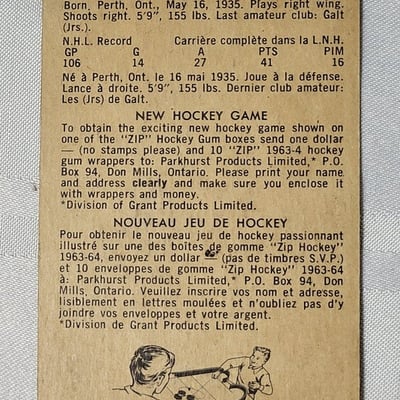 Born, Perth, Ont., May 16, 1935. Plays right wing.
Shoots right. 5'9", 155 lbs. Last amateur club: Galt
(Jrs.).
N.H.L. Record Carrière complète dans la L.N.H.
GP G A PTS PIM
106 14 27 41 16
Né à Perth, Ont. le 16 mai 1935. Joue à la défense.
Lance à droite. 5'9", 155 lbs. Dernier club amateur:
Les (Jrs) de Galt.
NEW HOCKEY GAME
To obtain the exciting new hockey game shown on
one of the "ZIP" Hockey Gum boxes send one dollar
— (no stamps please) and 10 "ZIP" 1963-4 hockey
gum wrappers to: Parkhurst Products Limited,* P.O.
Box 94, Don Mills, Ontario. Please print your name
and address clearly and make sure you enclose it
with wrappers and money.
*Division of Grant Products Limited.
NOUVEAU JEU DE HOCKEY
Pour obtenir le nouveau jeu de hockey passionnant
illustré sur une des boîtes de gomme "Zip Hockey"
1963-64, envoyez un dollar — (pas de timbres S.V.P.)
et 10 enveloppes de gomme "Zip Hockey" 1963-64
à: Parkhurst Products Limited,* P.O. Box 94, Don
Mills, Ontario. Veuillez inscrire vos nom et adresse,
lisiblement en lettres moulées et n'oubliez pas d'y
joindre vos enveloppes et votre argent.
*Division de Grant Products Limited.